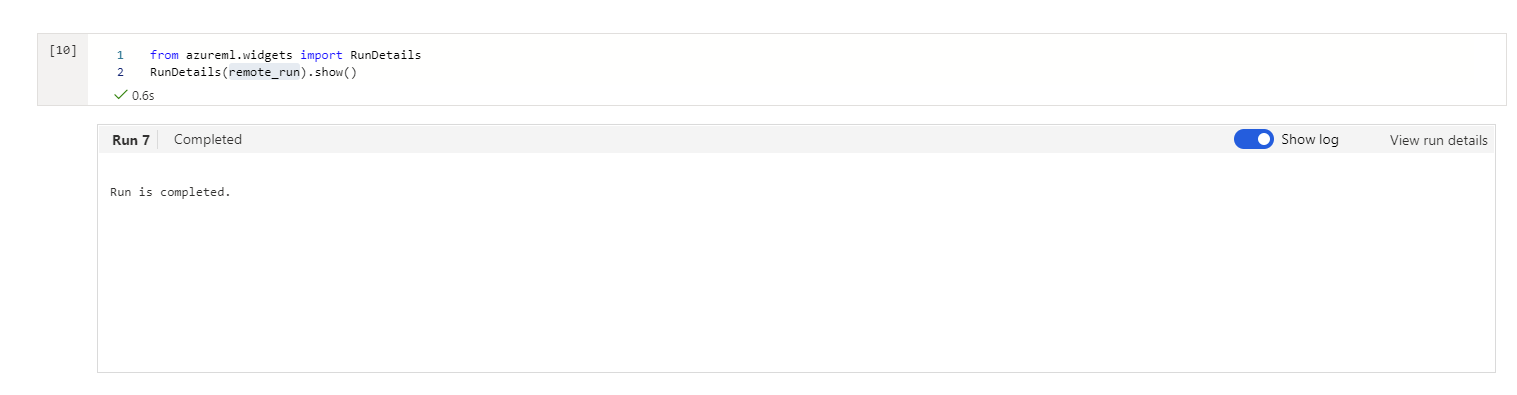 [10]
1 from azureml.widgets import RunDetails
2 RunDetails(remote_run).show()
0.6s
Run 7 Completed Show log View run details
Run is completed.